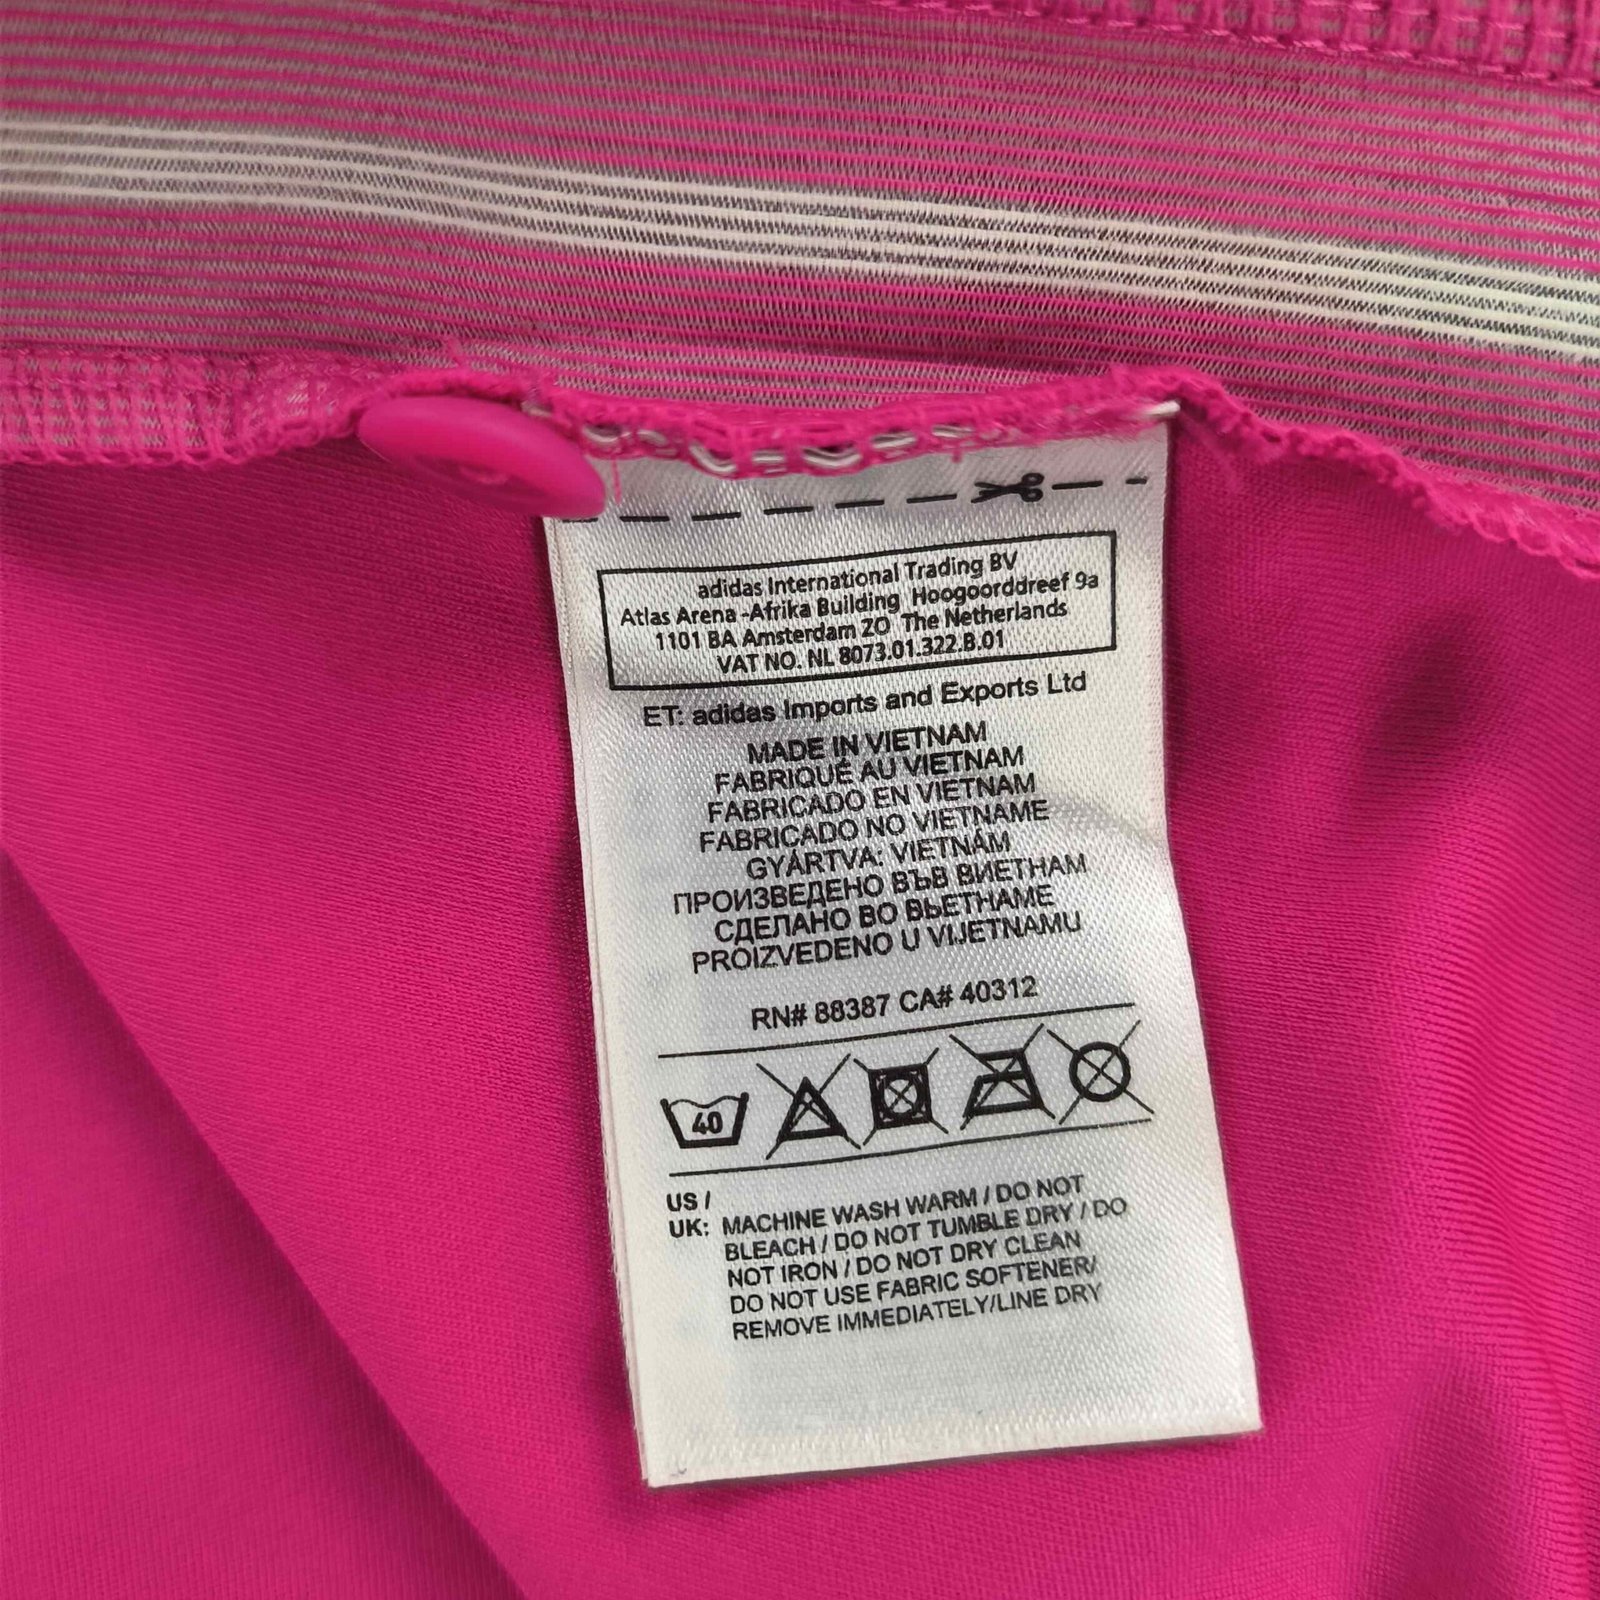 adidas International Trading BV
Atlas Arena -Afrika Building Hoogoorddreef 9a
1101 BA Amsterdam ZO The Netherlands
VAT NO. NL 8073.01.322.B.01
ET: adidas Imports and Exports Ltd
MADE IN VIETNAM
FABRIQUÉ AU VIETNAM
FABRICADO EN VIETNAM
FABRICADO NO VIETNAME
GYÁRTVA: VIETNÁM
ПРОИЗВЕДЕНО ВЪВ ВИЕТНАМ
СДЕЛАНО ВО ВЬЕТНАМЕ
PROIZVEDENO U VIJETNAMU
RN# 88387 CA# 40312
40
US /
UK: MACHINE WASH WARM / DO NOT
BLEACH / DO NOT TUMBLE DRY / DO
NOT IRON / DO NOT DRY CLEAN
DO NOT USE FABRIC SOFTENER/
REMOVE IMMEDIATELY/LINE DRY